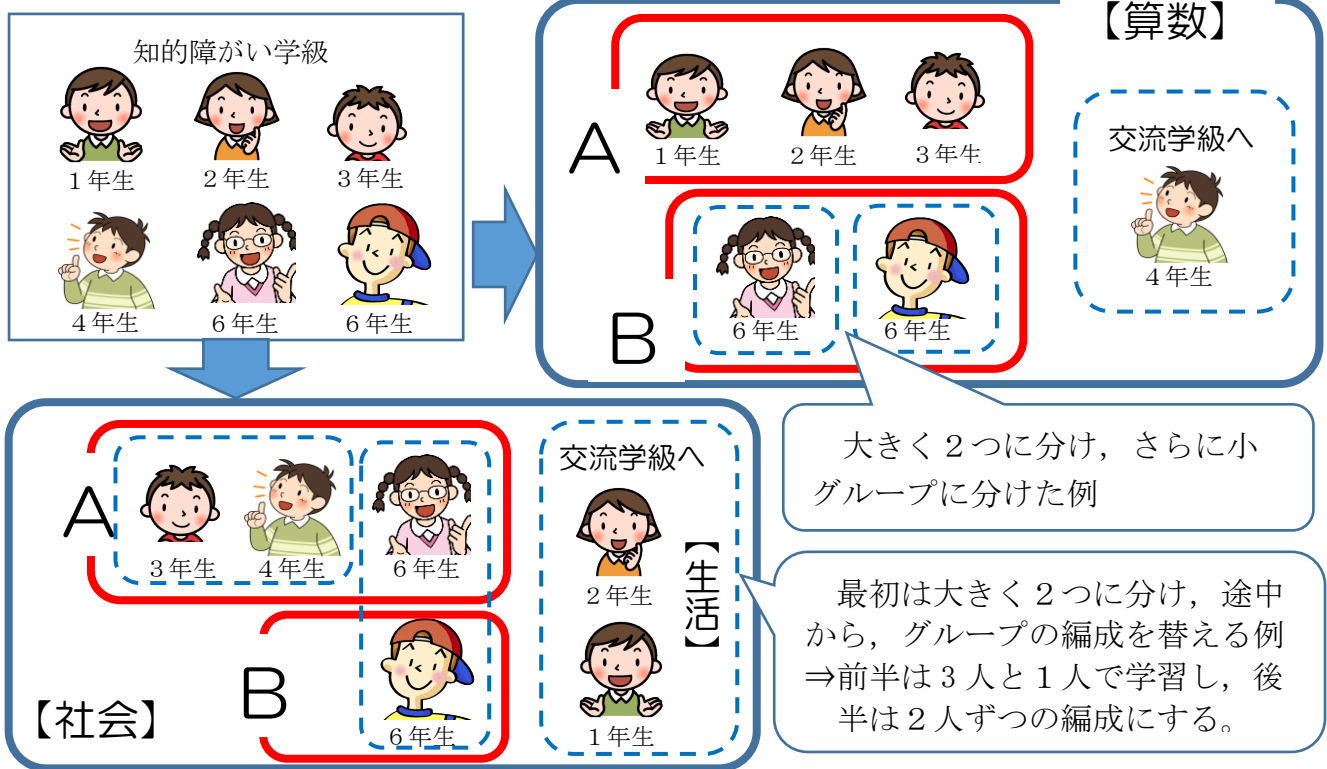 知的障がい学級
1年生
2年生
3年生
4年生
6年生
6年生
【算数】
A
1年生
2年生
3年生
B
6年生
6年生
交流学級へ
4年生
大きく2つに分け，さらに小
グループに分けた例
【社会】
A
3年生
4年生
6年生
B
6年生
交流学級へ
2年生
1年生
【生活】
最初は大きく2つに分け，途中
から，グループの編成を替える例
⇒前半は3人と1人で学習し，後
半は2人ずつの編成にする。